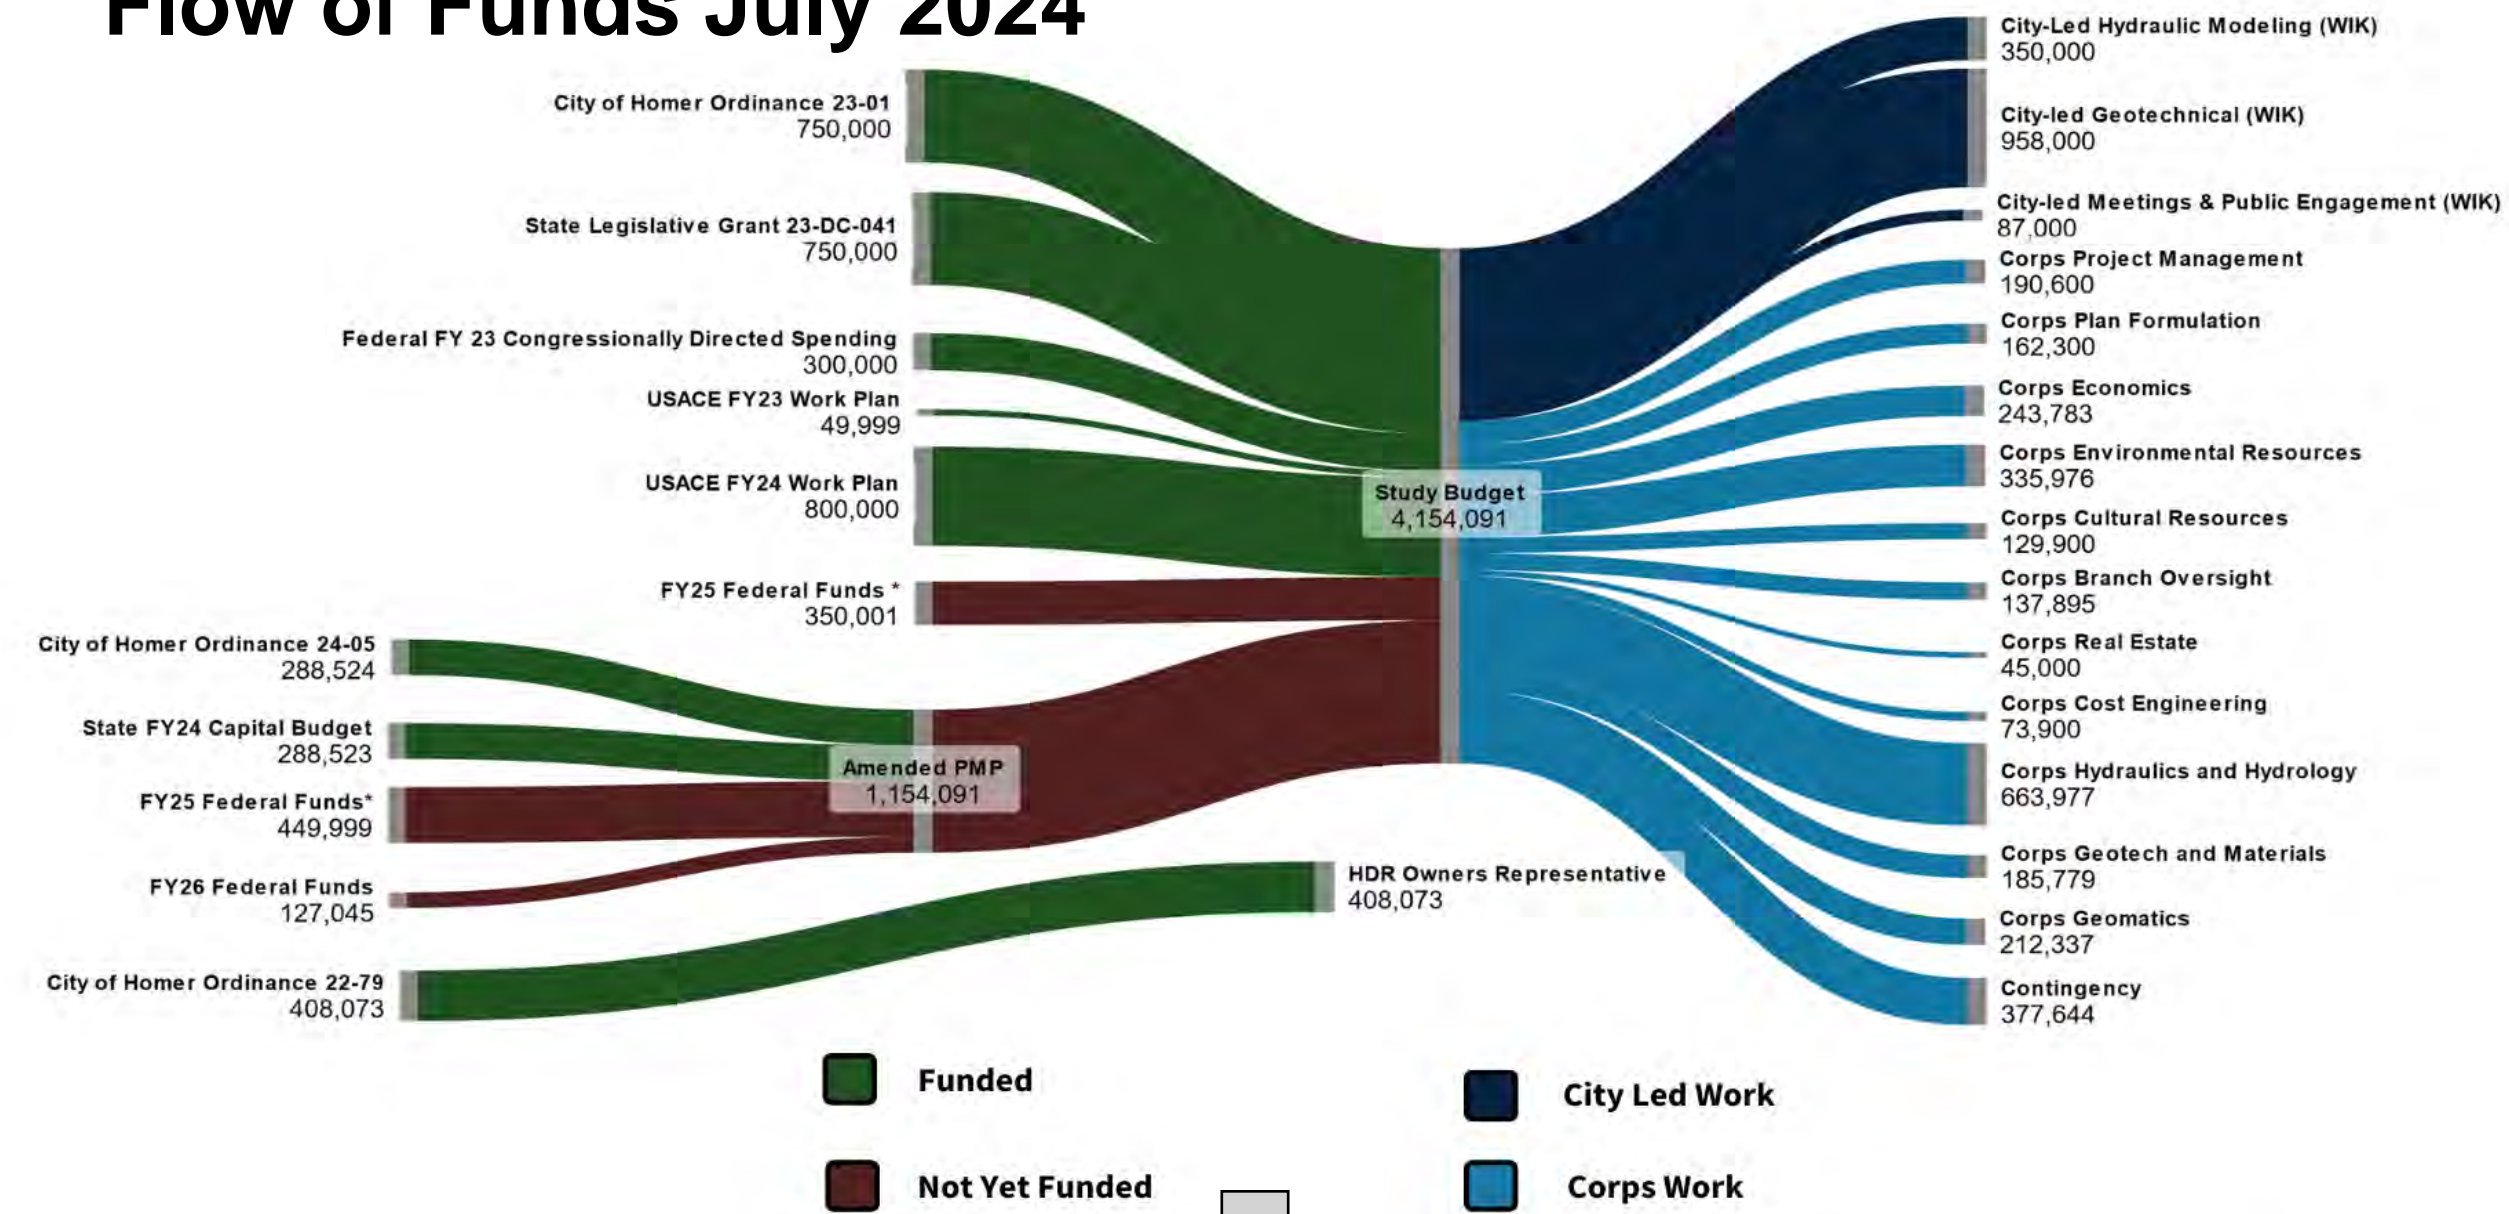 Flow of Funds July 2024
City of Homer Ordinance 23-01
750,000
State Legislative Grant 23-DC-041
750,000
Federal FY 23 Congressionally Directed Spending
300,000
USACE FY23 Work Plan
49,999
USACE FY24 Work Plan
800,000
FY25 Federal Funds *
350,001
City of Homer Ordinance 24-05
288,524
State FY24 Capital Budget
288,523
FY25 Federal Funds*
449,999
FY26 Federal Funds
127,045
City of Homer Ordinance 22-79
408,073
Amended PMP
1,154,091
Study Budget
4,154,091
HDR Owners Representative
408,073
City-Led Hydraulic Modeling (WIK)
350,000
City-led Geotechnical (WIK)
958,000
City-led Meetings & Public Engagement (WIK)
87,000
Corps Project Management
190,600
Corps Plan Formulation
162,300
Corps Economics
243,783
Corps Environmental Resources
335,976
Corps Cultural Resources
129,900
Corps Branch Oversight
137,895
Corps Real Estate
45,000
Corps Cost Engineering
73,900
Corps Hydraulics and Hydrology
663,977
Corps Geotech and Materials
185,779
Corps Geomatics
212,337
Contingency
377,644
Funded
Not Yet Funded
City Led Work
Corps Work